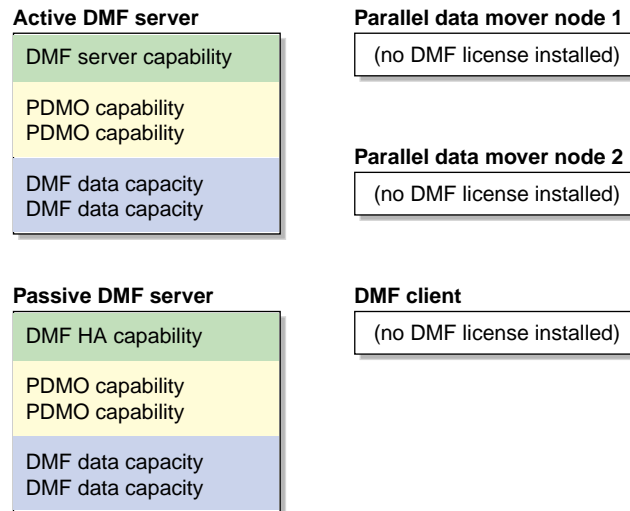 Active DMF server
DMF server capability
PDMO capability
PDMO capability
DMF data capacity
DMF data capacity
Parallel data mover node 1
(no DMF license installed)
Parallel data mover node 2
(no DMF license installed)
Passive DMF server
DMF HA capability
PDMO capability
PDMO capability
DMF data capacity
DMF data capacity
DMF client
(no DMF license installed)